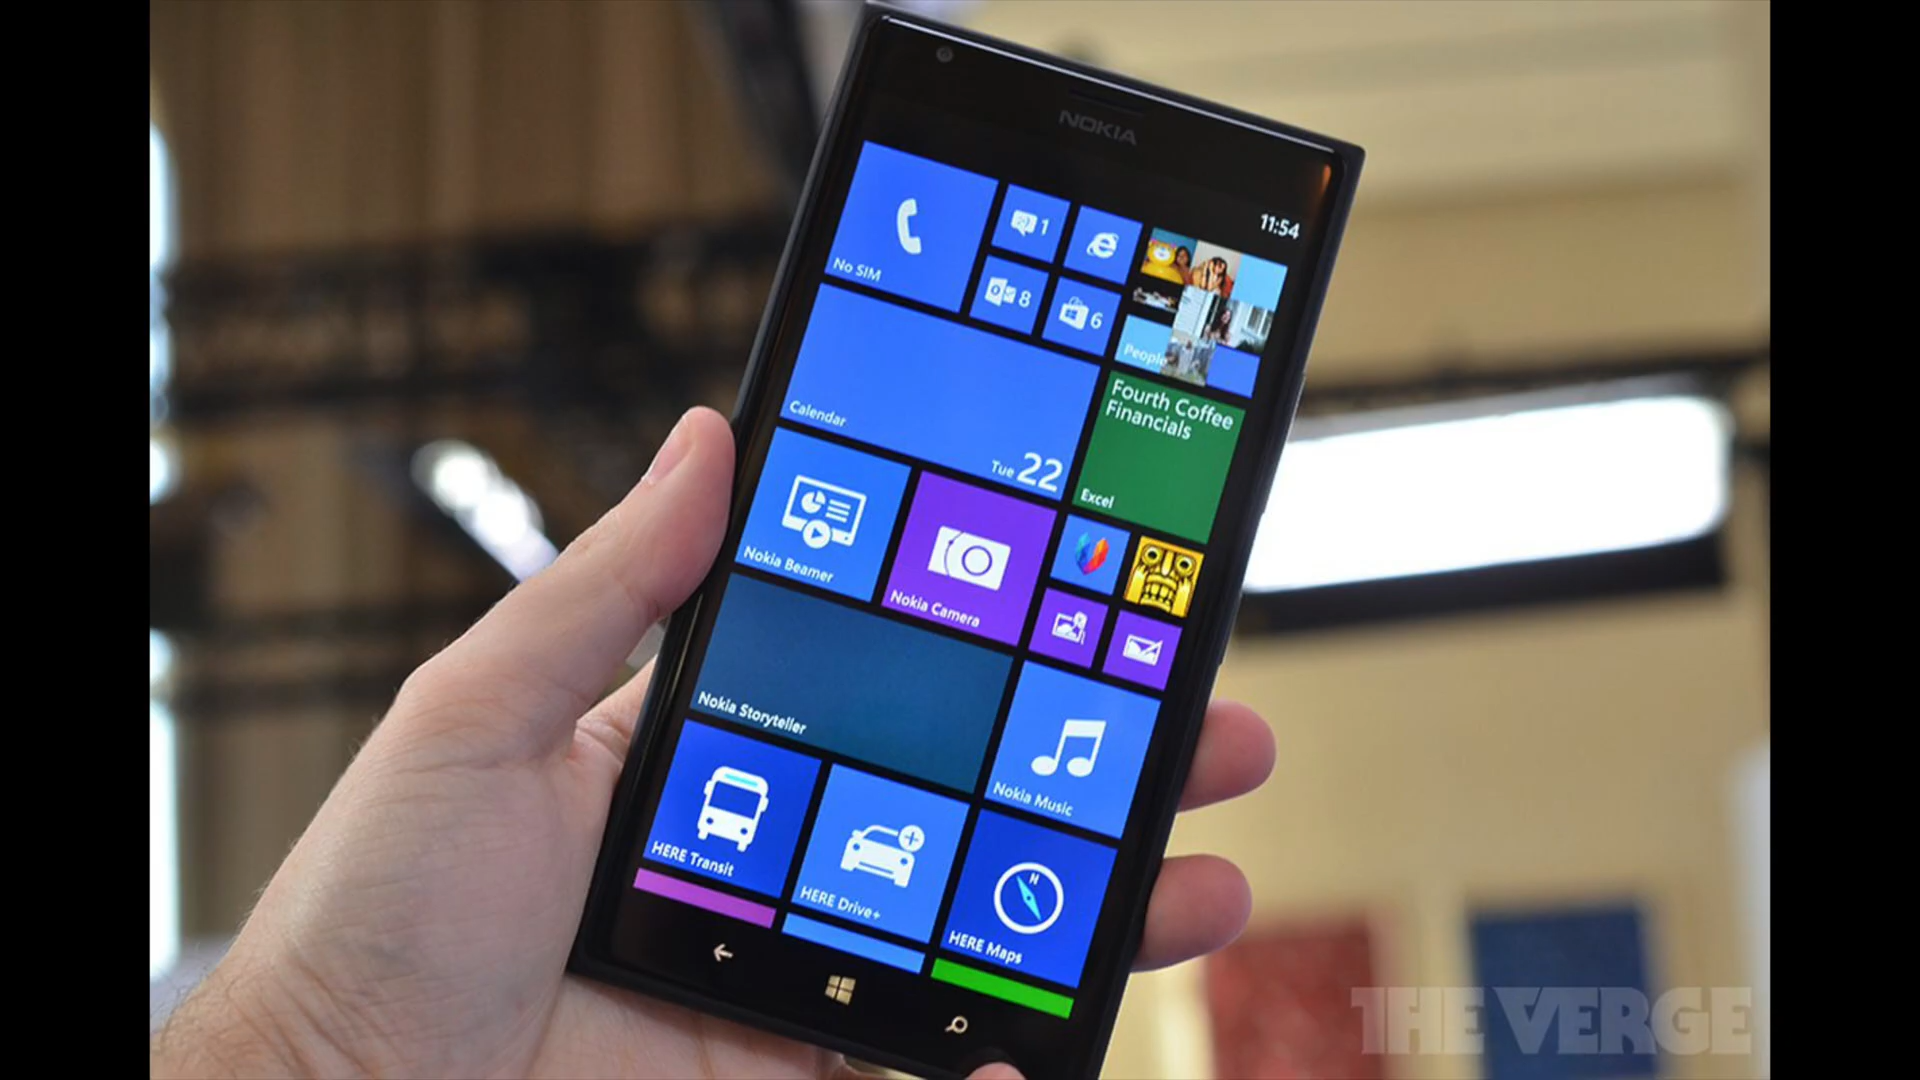 NOKIA
11:54
No SIM
1
8
6
People
Calendar
Tue 22
Fourth Coffee
Financials
Excel
Nokia Beamer
Nokia Camera
Nokia Storyteller
Nokia Music
HERE Transit
HERE Drive+
N
HERE Maps
THE VERGE